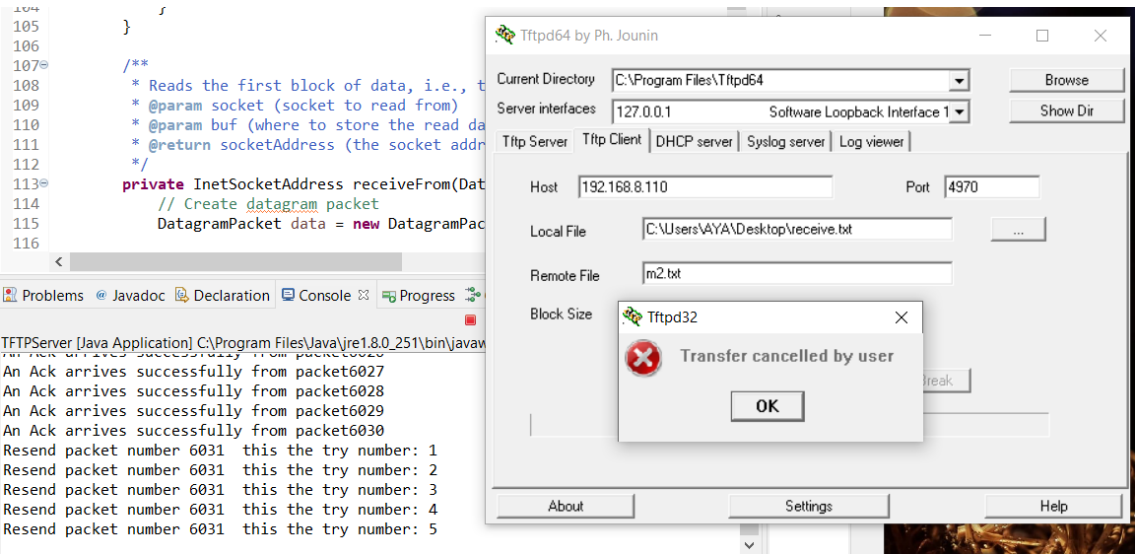 104 }
105 }
106
107 /**
108 * Reads the first block of data, i.e., t
109 * @param socket (socket to read from)
110 * @param buf (where to store the read da
111 * @return socketAddress (the socket addr
112 */
113 private InetSocketAddress receiveFrom(Dat
114 // Create datagram packet
115 DatagramPacket data = new DatagramPac
116
Problems @ Javadoc Declaration Console Progress
TFTPServer [Java Application] C:\Program Files\Java\jre1.8.0_251\bin\javaw
An Ack arrives successfully from packet6026
An Ack arrives successfully from packet6027
An Ack arrives successfully from packet6028
An Ack arrives successfully from packet6029
An Ack arrives successfully from packet6030
Resend packet number 6031 this the try number: 1
Resend packet number 6031 this the try number: 2
Resend packet number 6031 this the try number: 3
Resend packet number 6031 this the try number: 4
Resend packet number 6031 this the try number: 5
Tftpd64 by Ph. Jounin
Current Directory C:\Program Files\Tftpd64 Browse
Server interfaces 127.0.0.1 Software Loopback Interface 1 Show Dir
Tftp Server Tftp Client DHCP server Syslog server Log viewer
Host 192.168.8.110 Port 4970
Local File C:\Users\AYA\Desktop\receive.txt ...
Remote File m2.txt
Block Size
Break
Tftpd32
Transfer cancelled by user
OK
About Settings Help